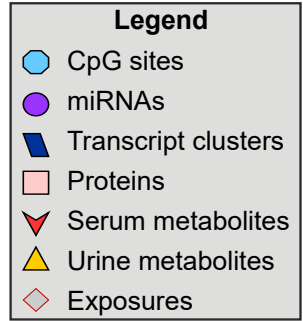 Legend
CpG sites
miRNAs
Transcript clusters
Proteins
Serum metabolites
Urine metabolites
Exposures